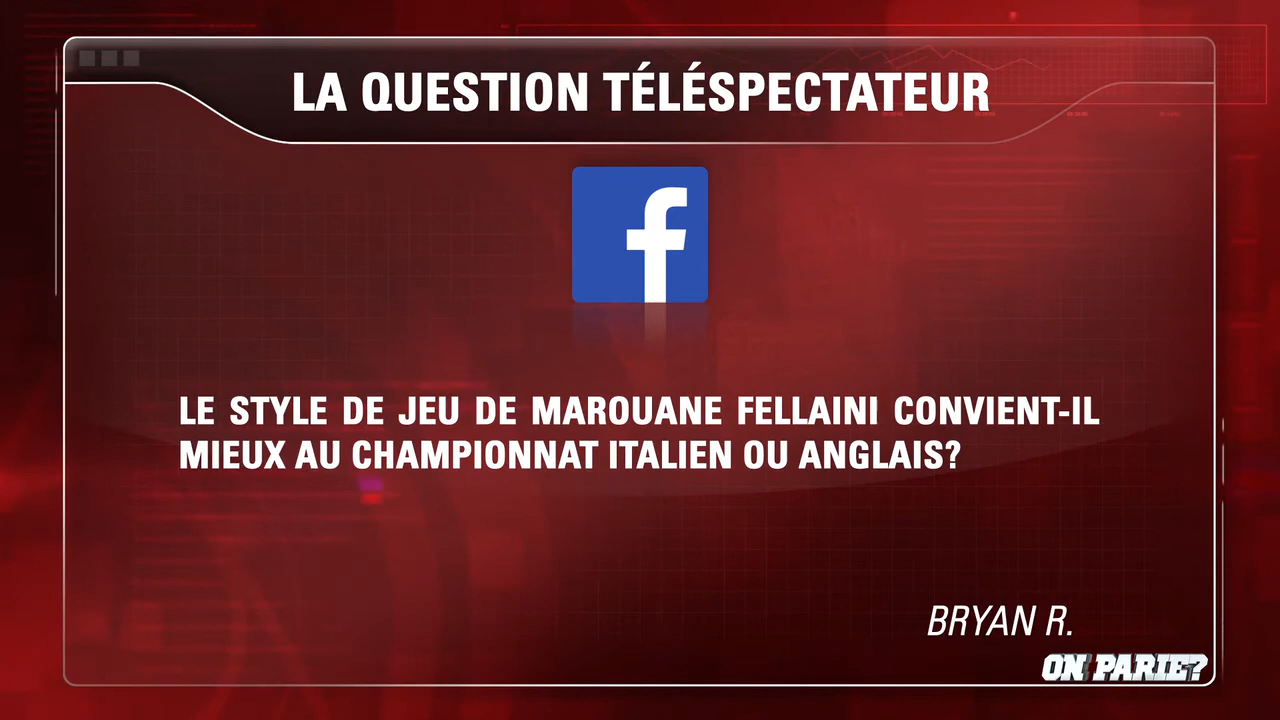 LA QUESTION TÉLÉSPECTATEUR
f
LE STYLE DE JEU DE MAROUANE FELLAINI CONVIENT-IL
MIEUX AU CHAMPIONNAT ITALIEN OU ANGLAIS?
BRYAN R.
ON PARIE?